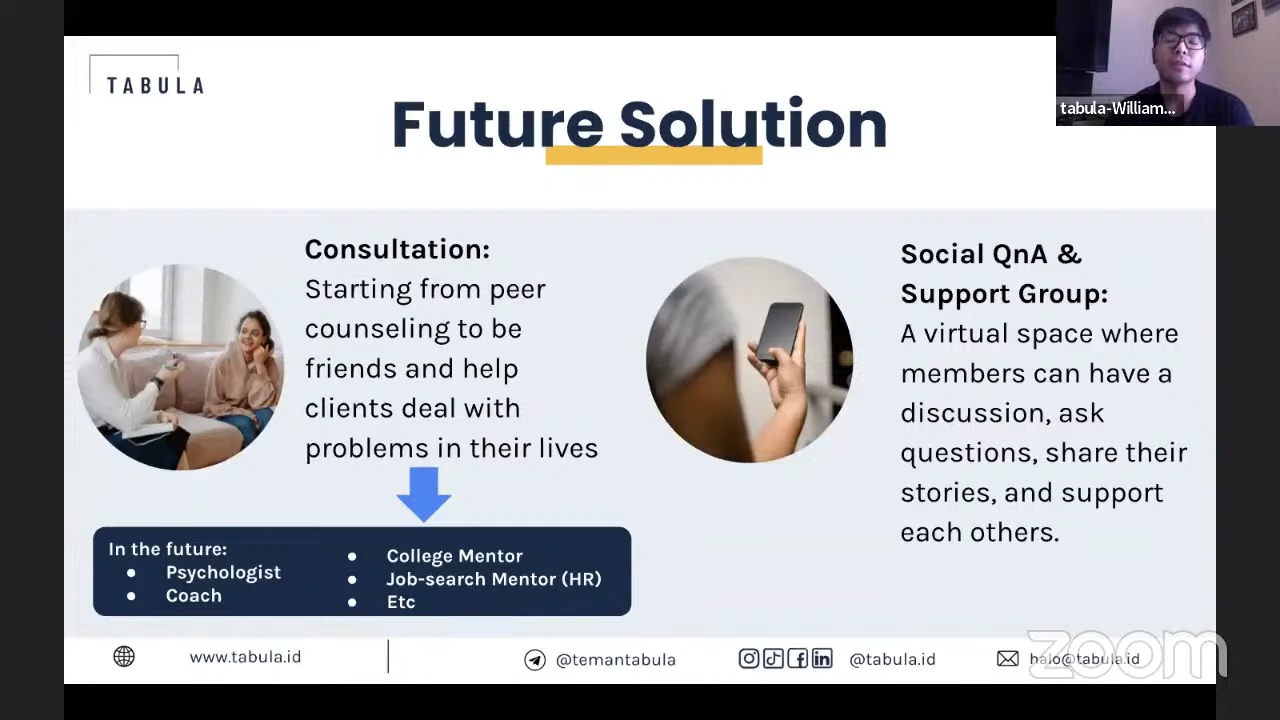 TABULA
Future Solution
tabula-William...
Consultation:
Starting from peer
counseling to be
friends and help
clients deal with
problems in their lives
Social QnA &
Support Group:
A virtual space where
members can have a
discussion, ask
questions, share their
stories, and support
each others.
In the future:
• Psychologist
• Coach
• College Mentor
• Job-search Mentor (HR)
• Etc
www.tabula.id
@temantabula
@tabula.id
halo@tabula.id
zoom